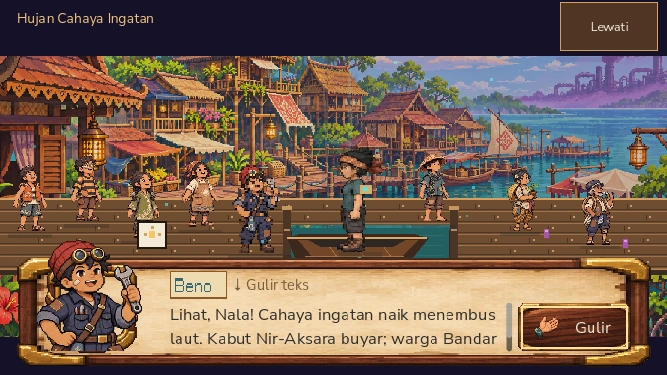 Hujan Cahaya Ingatan
Lewati
Beno
↓ Gulir teks
Lihat, Nala! Cahaya ingatan naik menembus
laut. Kabut Nir-Aksara buyar; warga Bandar
Gulir